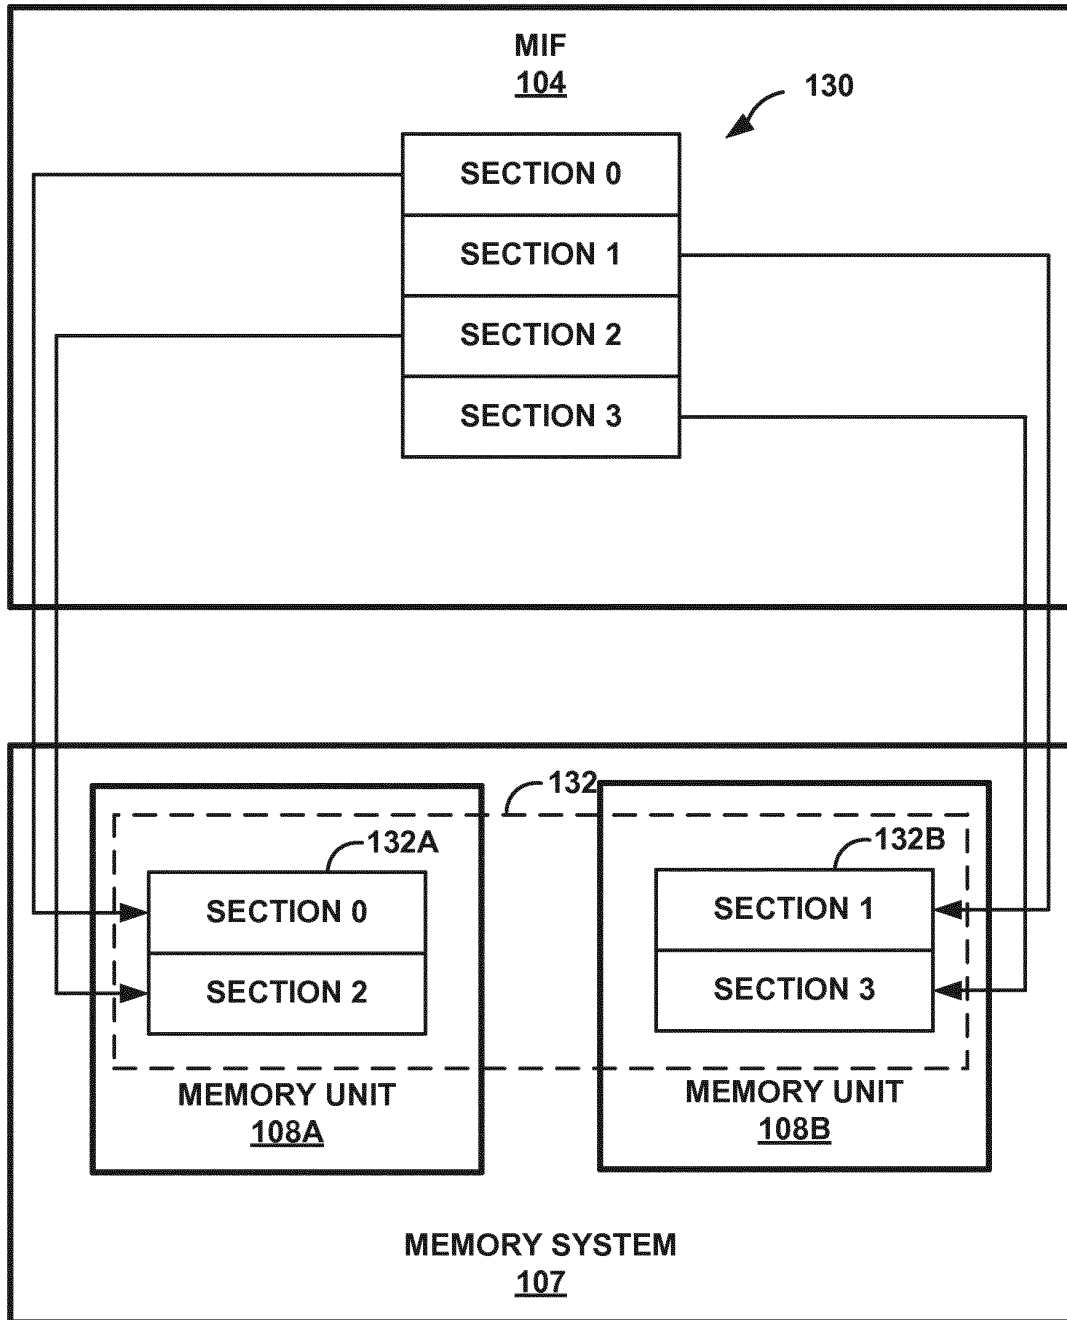 MIF
104
130
SECTION 0
SECTION 1
SECTION 2
SECTION 3
132
132A
132B
SECTION 0
SECTION 1
SECTION 2
SECTION 3
MEMORY UNIT
108A
MEMORY UNIT
108B
MEMORY SYSTEM
107